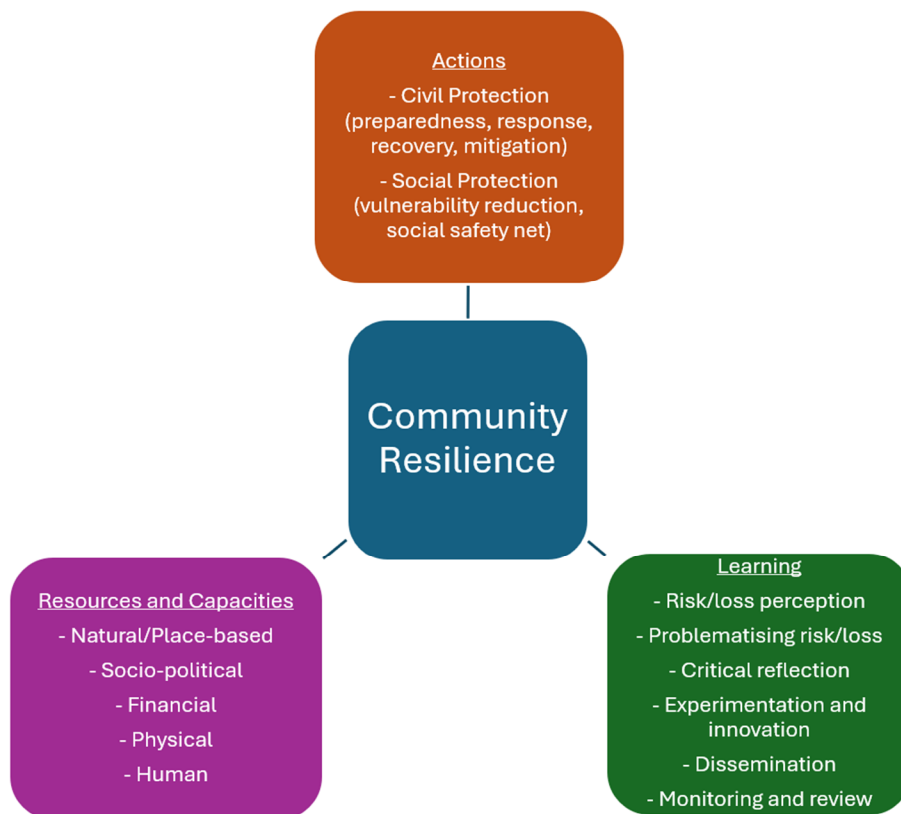 Actions
- Civil Protection
(preparedness, response,
recovery, mitigation)
- Social Protection
(vulnerability reduction,
social safety net)
Community
Resilience
Resources and Capacities
- Natural/Place-based
- Socio-political
- Financial
- Physical
- Human
Learning
- Risk/loss perception
- Problematising risk/loss
- Critical reflection
- Experimentation and
innovation
- Dissemination
- Monitoring and review